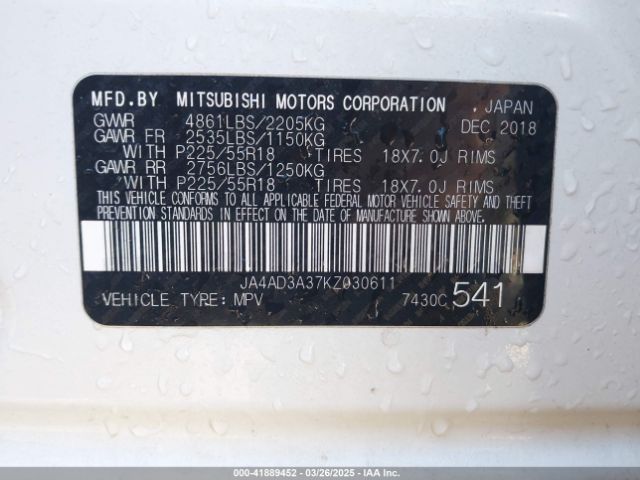 MFD.BY MITSUBISHI MOTORS CORPORATION . JAPAN
GVWR 4861LBS/2205KG DEC 2018
GAWR FR 2535LBS/1150KG
WITH P225/55R18 TIRES 18X7.0J RIMS
GAWR RR 2756LBS/1250KG
WITH P225/55R18 TIRES 18X7.0J RIMS
THIS VEHICLE CONFORMS TO ALL APPLICABLE FEDERAL MOTOR VEHICLE SAFETY AND THEFT
PREVENTION STANDARDS IN EFFECT ON THE DATE OF MANUFACTURE SHOWN ABOVE.
JA4AD3A37KZ030611
VEHICLE TYPE: MPV 7430C 541
000-41889452 — 03/26/2025 — IAAI